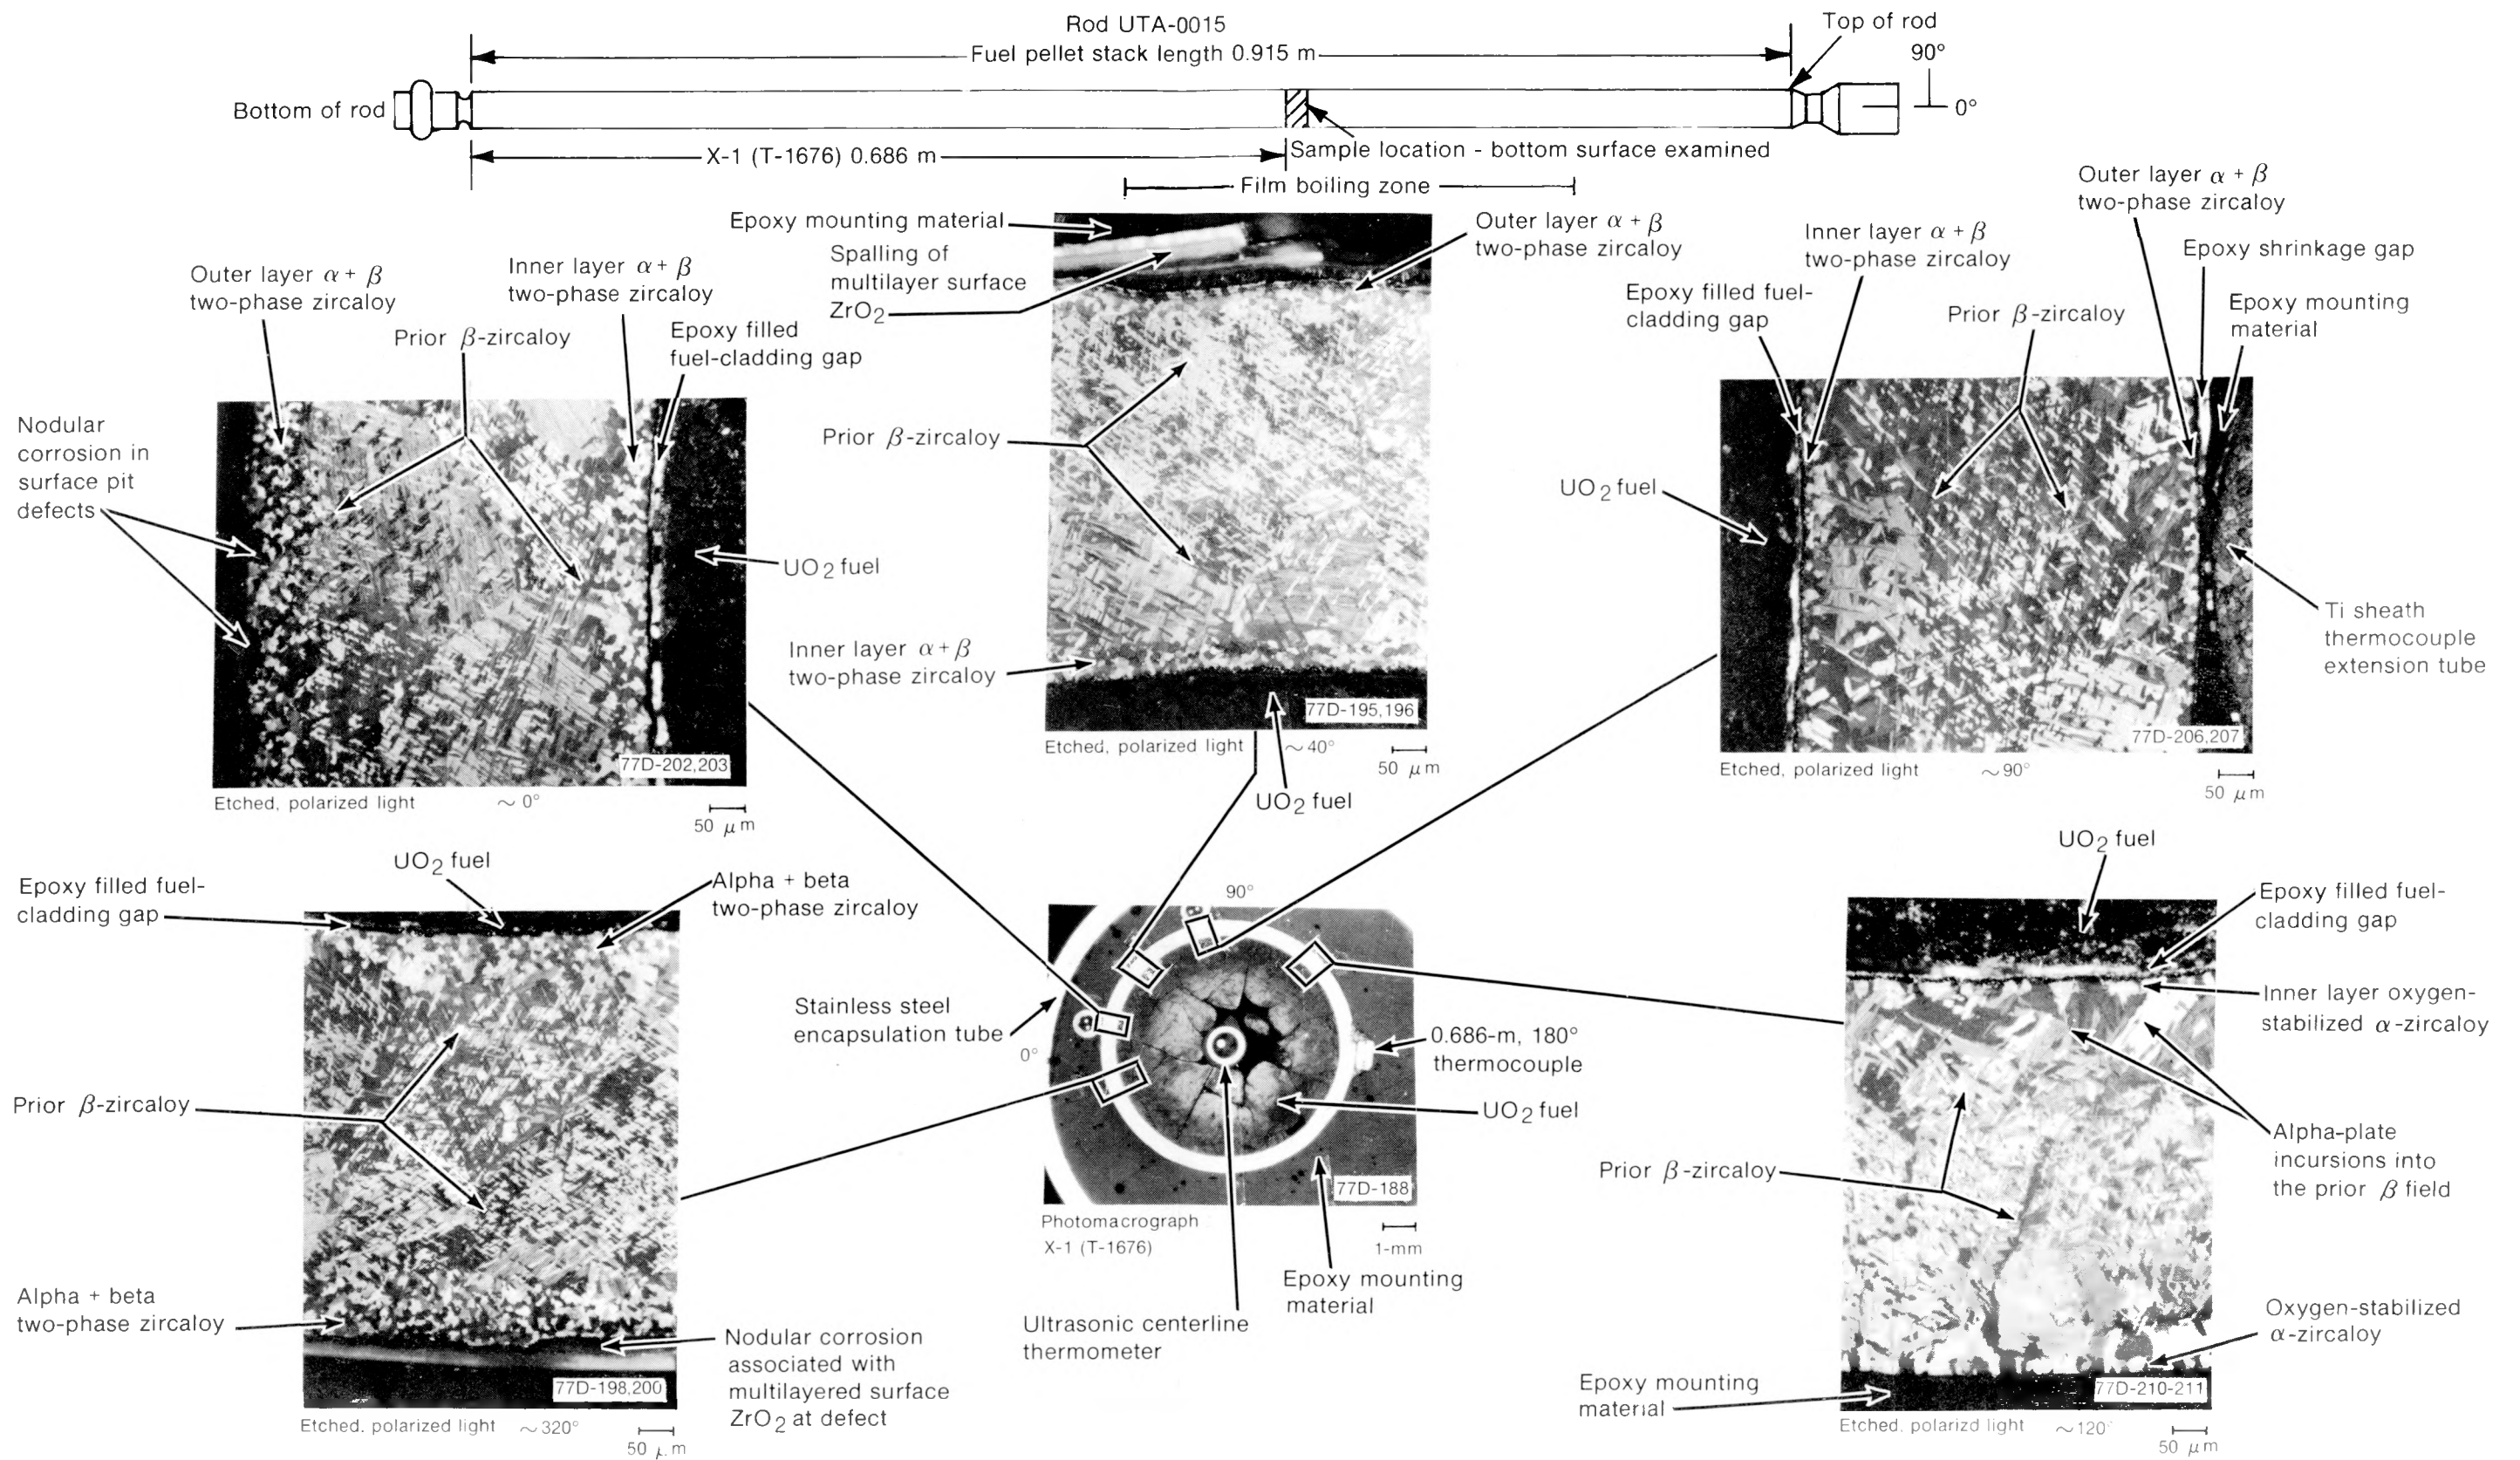 Rod UTA-0015
Fuel pellet stack length 0.915 m
Top of rod
90°
0°
Bottom of rod
X-1 (T-1676) 0.686 m
Sample location - bottom surface examined
Film boiling zone
Outer layer α + β
two-phase zircaloy
Inner layer α + β
two-phase zircaloy
Prior β-zircaloy
Epoxy filled
fuel-cladding gap
Nodular
corrosion in
surface pit
defects
UO2 fuel
77D-202,203
Etched, polarized light
~ 0°
50 μm
Epoxy mounting material
Spalling of
multilayer surface
ZrO2
Outer layer α + β
two-phase zircaloy
Prior β-zircaloy
Inner layer α + β
two-phase zircaloy
77D-195,196
Etched, polarized light
~ 40°
50 μm
UO2 fuel
Outer layer α + β
two-phase zircaloy
Inner layer α + β
two-phase zircaloy
Epoxy shrinkage gap
Epoxy filled fuel-
cladding gap
Prior β-zircaloy
Epoxy mounting
material
UO2 fuel
Ti sheath
thermocouple
extension tube
77D-206,207
Etched, polarized light
~90°
50 μm
UO2 fuel
Epoxy filled fuel-
cladding gap
Alpha + beta
two-phase zircaloy
Prior β-zircaloy
Alpha + beta
two-phase zircaloy
Nodular corrosion
associated with
multilayered surface
ZrO2 at defect
77D-198,200
Etched. polarized light
~ 320°
50 μ.m
90°
Stainless steel
encapsulation tube
0°
0.686-m, 180°
thermocouple
UO2 fuel
77D-188
Photomacrograph
X-1 (T-1676)
1-mm
Epoxy mounting
material
Ultrasonic centerline
thermometer
UO2 fuel
Epoxy filled fuel-
cladding gap
Inner layer oxygen-
stabilized α-zircaloy
Alpha-plate
incursions into
the prior β field
Prior β-zircaloy
Oxygen-stabilized
α-zircaloy
Epoxy mounting
material
77D-210-211
Etched, polarizd light
~120°
50 μm